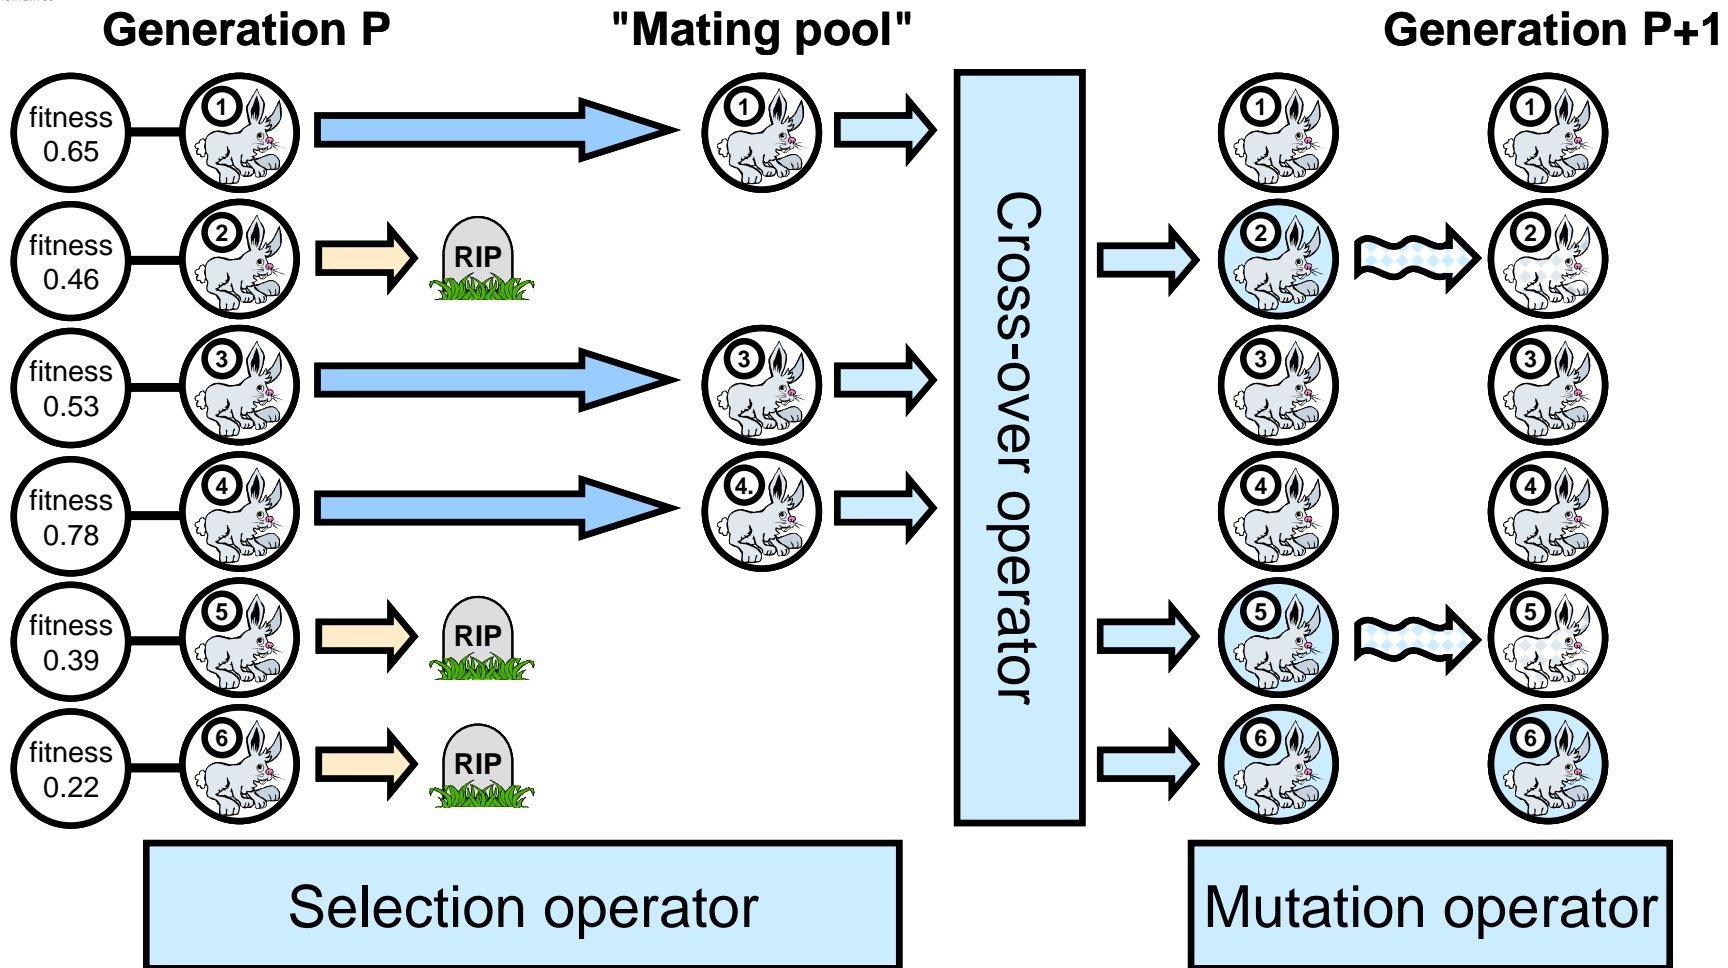 Generation P
"Mating pool"
Generation P+1
fitness
0.65
1
1
1
1
fitness
0.46
2
RIP
2
2
fitness
0.53
3
3
3
3
fitness
0.78
4
4.
4
4
fitness
0.39
5
RIP
5
5
fitness
0.22
6
RIP
6
6
Cross-over operator
Selection operator
Mutation operator